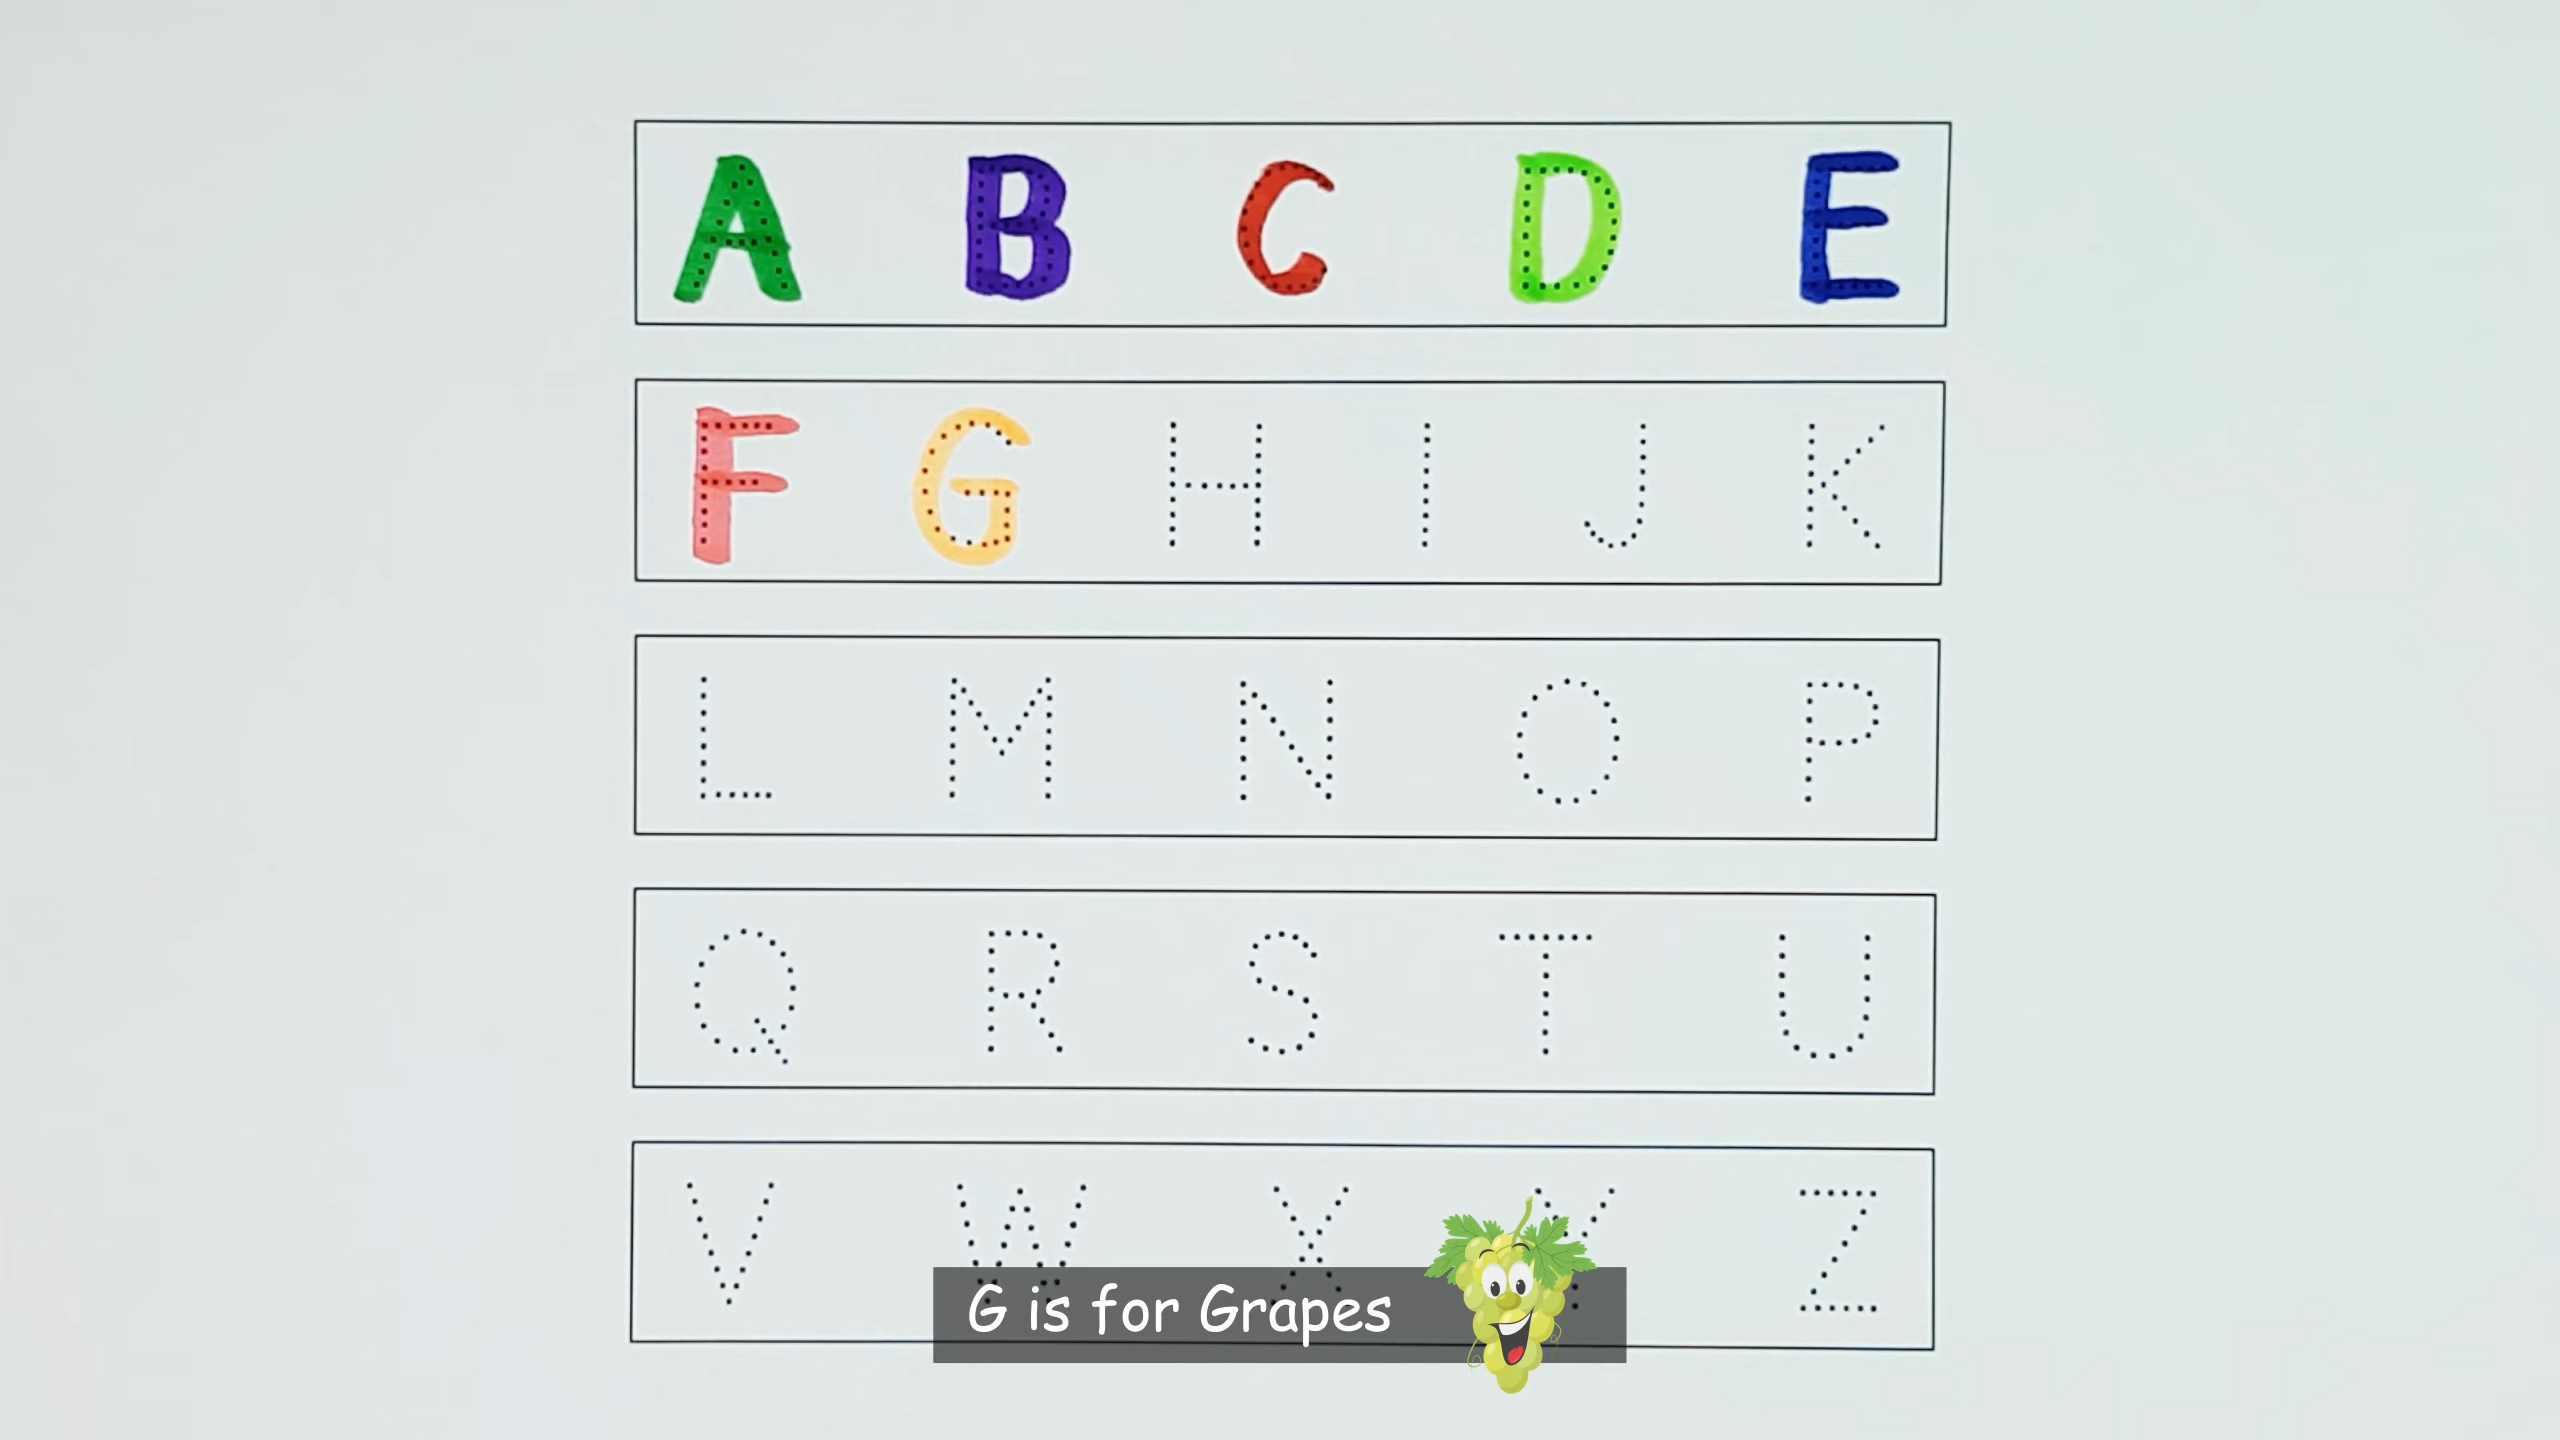 A B C D E
F G H I J K
L M N O P
Q R S T U
V W X Y Z
G is for Grapes